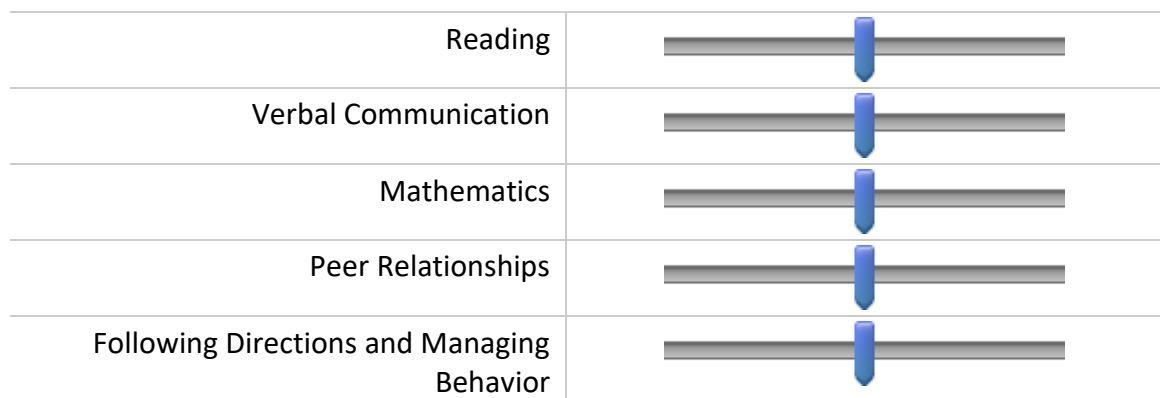 Reading
Verbal Communication
Mathematics
Peer Relationships
Following Directions and Managing
Behavior